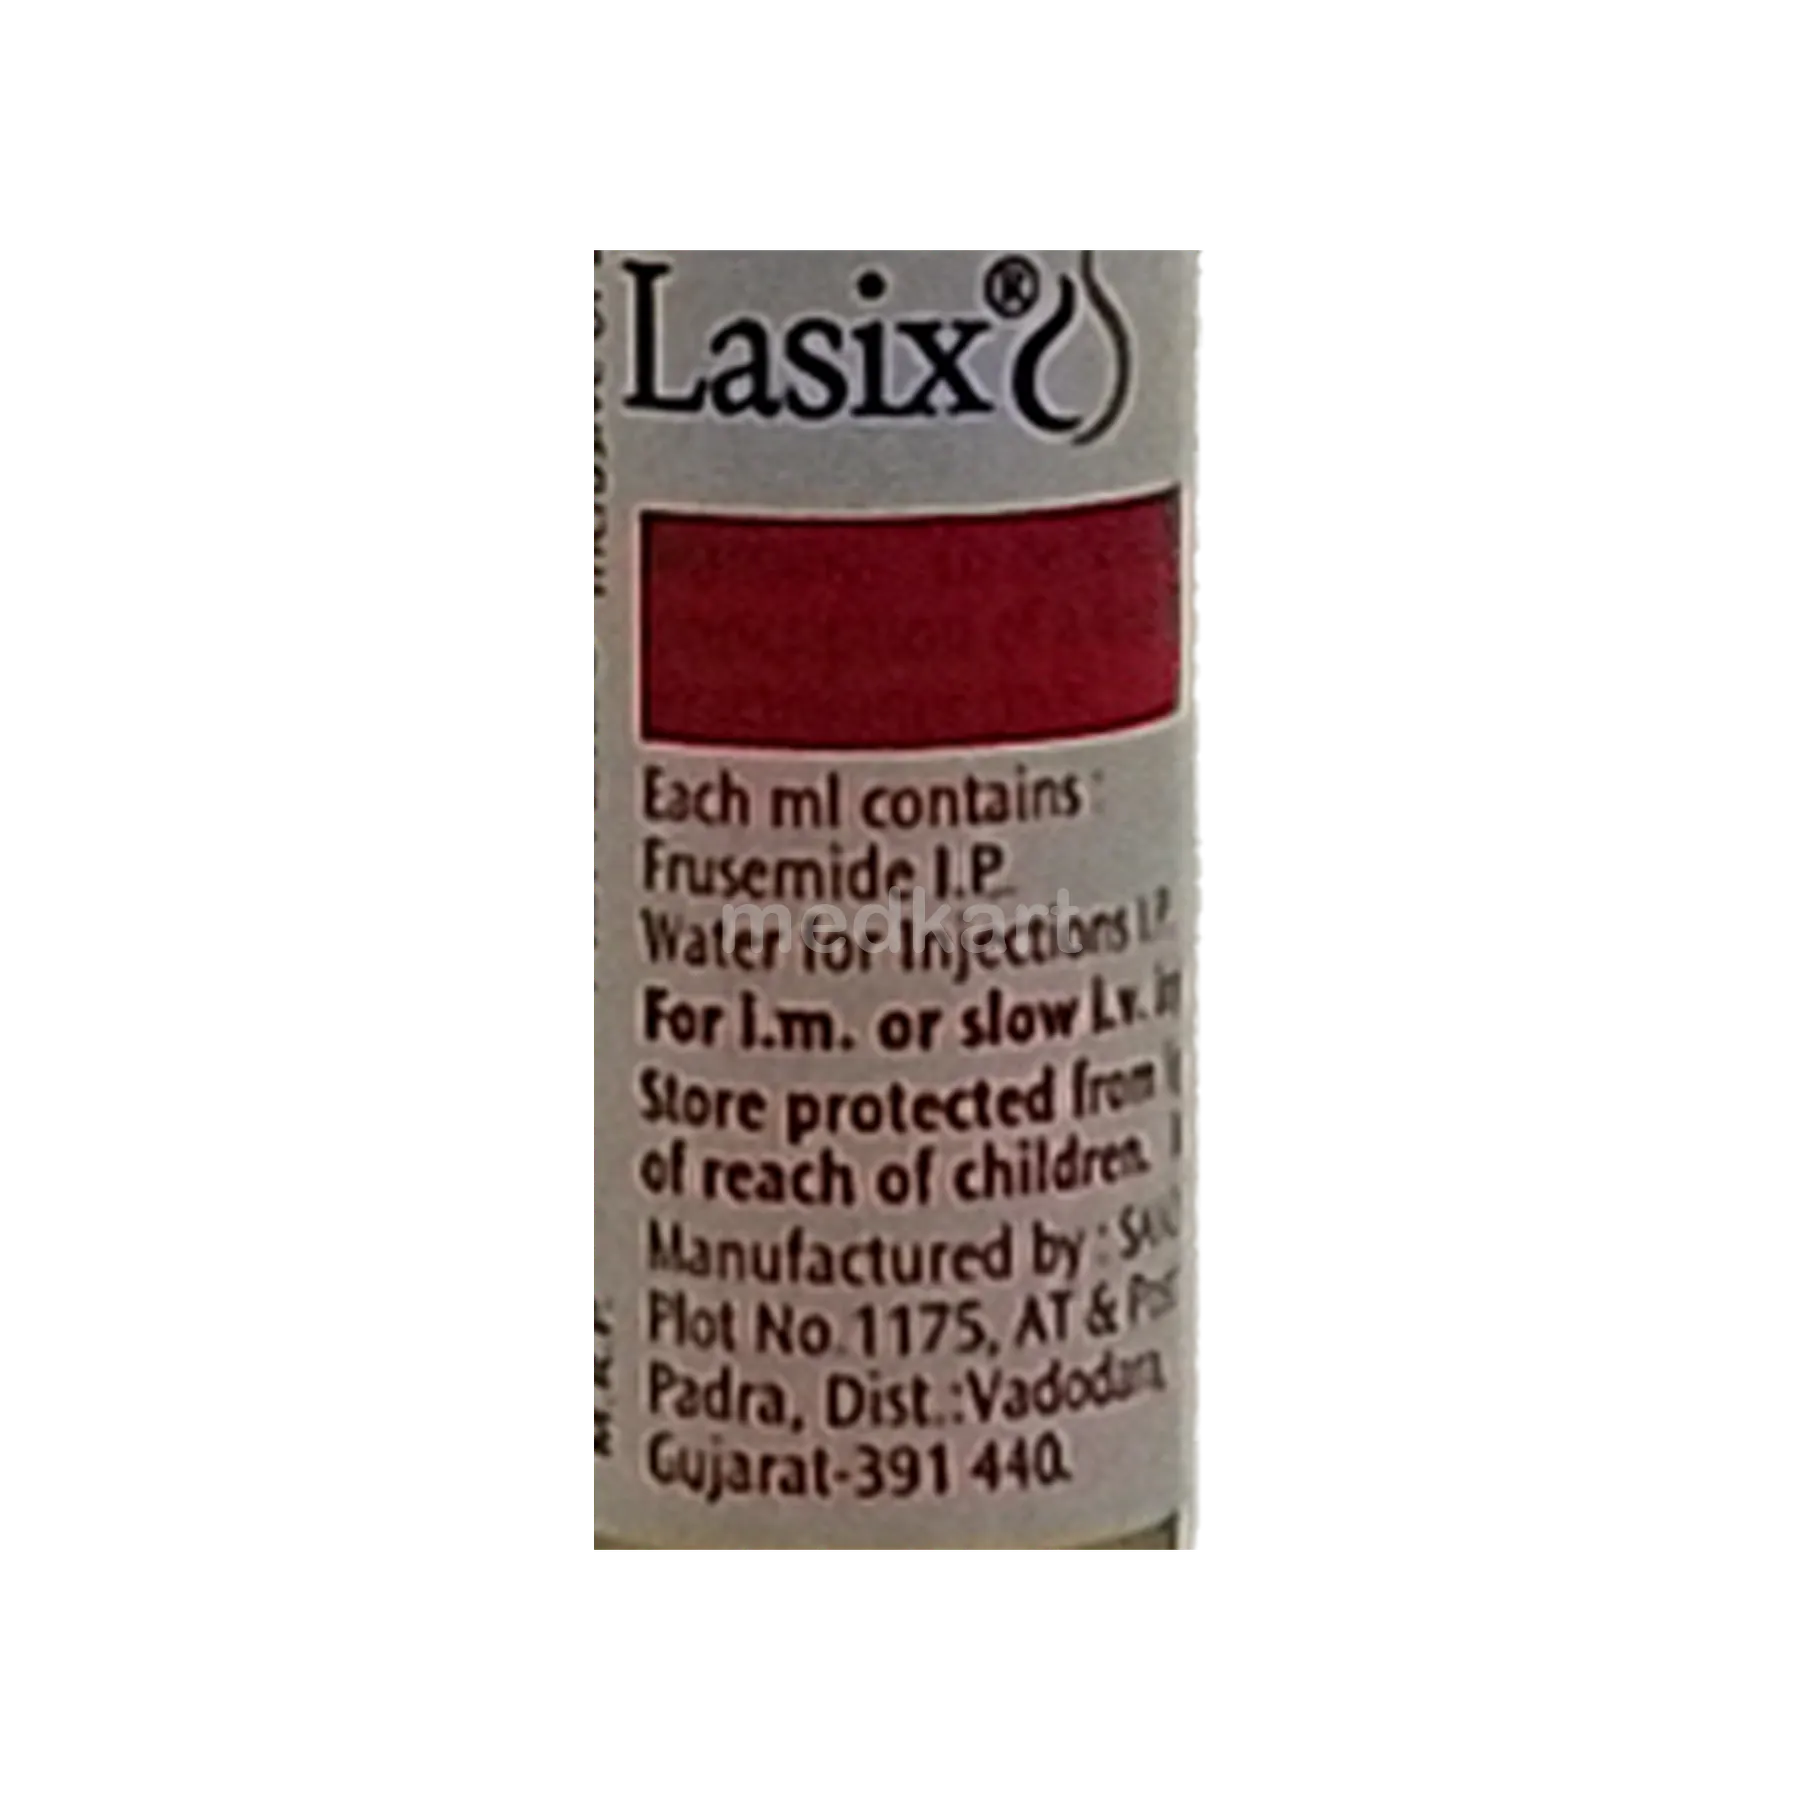 Lasix®
Each ml contains :
Frusemide I.P.
Water for Injections I.P.
For i.m. or slow i.v.
Store protected from
of reach of children.
Manufactured by :
Plot No.1175, AT &
Padra, Dist.:Vadodara,
Gujarat-391 440.
M.R.P.
medkart